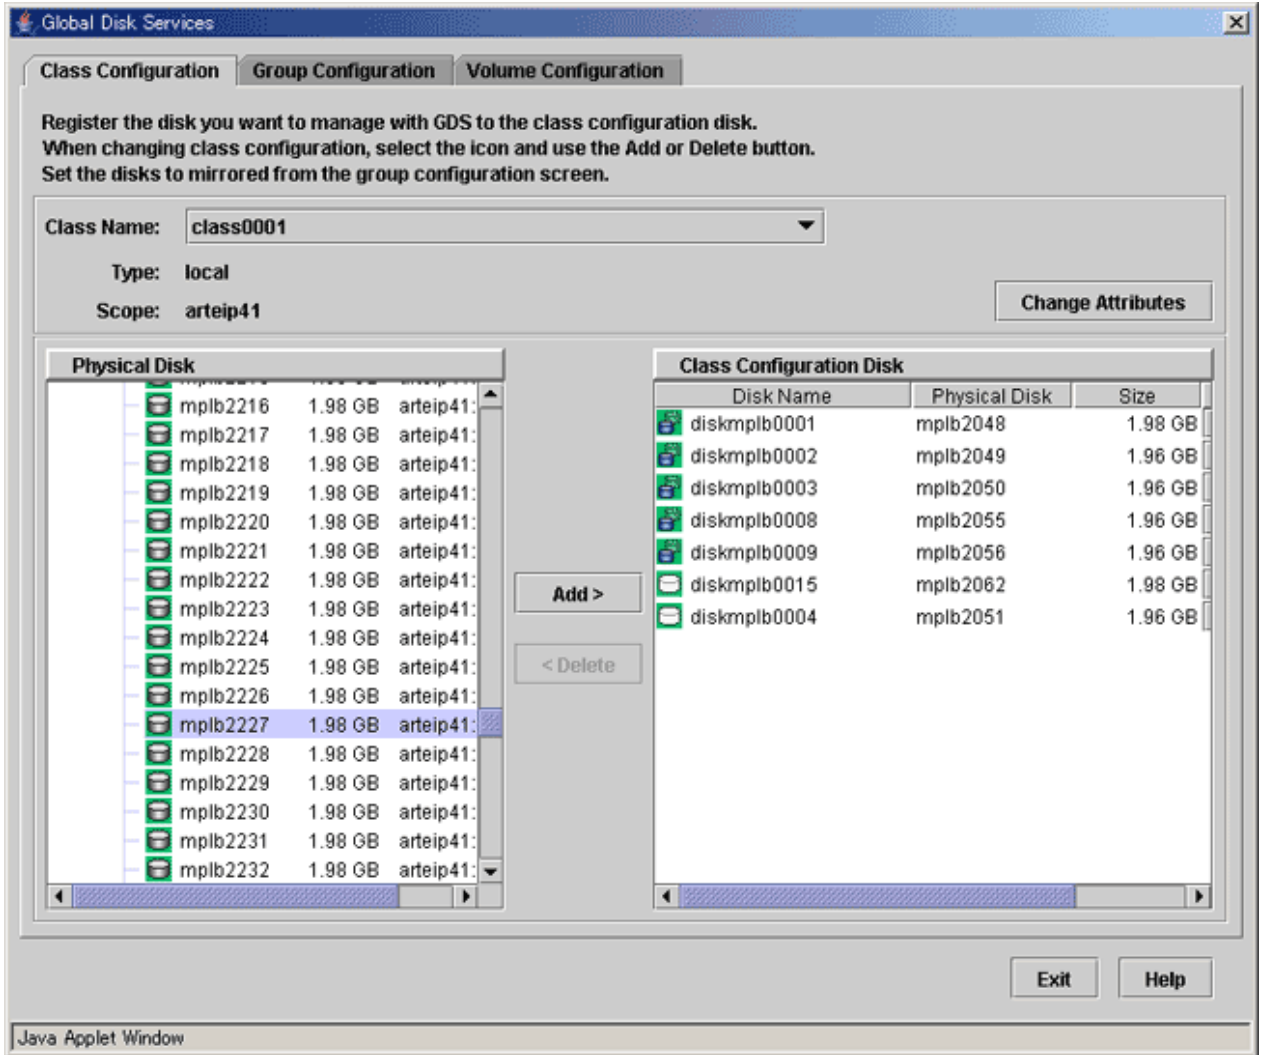 Global Disk Services
Class Configuration Group Configuration Volume Configuration
Register the disk you want to manage with GDS to the class configuration disk.
When changing class configuration, select the icon and use the Add or Delete button.
Set the disks to mirrored from the group configuration screen.
Class Name: class0001
Type: local
Scope: arteip41
Change Attributes
Physical Disk
mplb2216 1.98 GB arteip41:
mplb2217 1.98 GB arteip41:
mplb2218 1.98 GB arteip41:
mplb2219 1.98 GB arteip41:
mplb2220 1.98 GB arteip41:
mplb2221 1.98 GB arteip41:
mplb2222 1.98 GB arteip41:
mplb2223 1.98 GB arteip41:
mplb2224 1.98 GB arteip41:
mplb2225 1.98 GB arteip41:
mplb2226 1.98 GB arteip41:
mplb2227 1.98 GB arteip41:
mplb2228 1.98 GB arteip41:
mplb2229 1.98 GB arteip41:
mplb2230 1.98 GB arteip41:
mplb2231 1.98 GB arteip41:
mplb2232 1.98 GB arteip41:
Add >
< Delete
Class Configuration Disk
Disk Name Physical Disk Size
diskmplb0001 mplb2048 1.98 GB
diskmplb0002 mplb2049 1.96 GB
diskmplb0003 mplb2050 1.96 GB
diskmplb0008 mplb2055 1.96 GB
diskmplb0009 mplb2056 1.96 GB
diskmplb0015 mplb2062 1.98 GB
diskmplb0004 mplb2051 1.96 GB
Exit Help
Java Applet Window